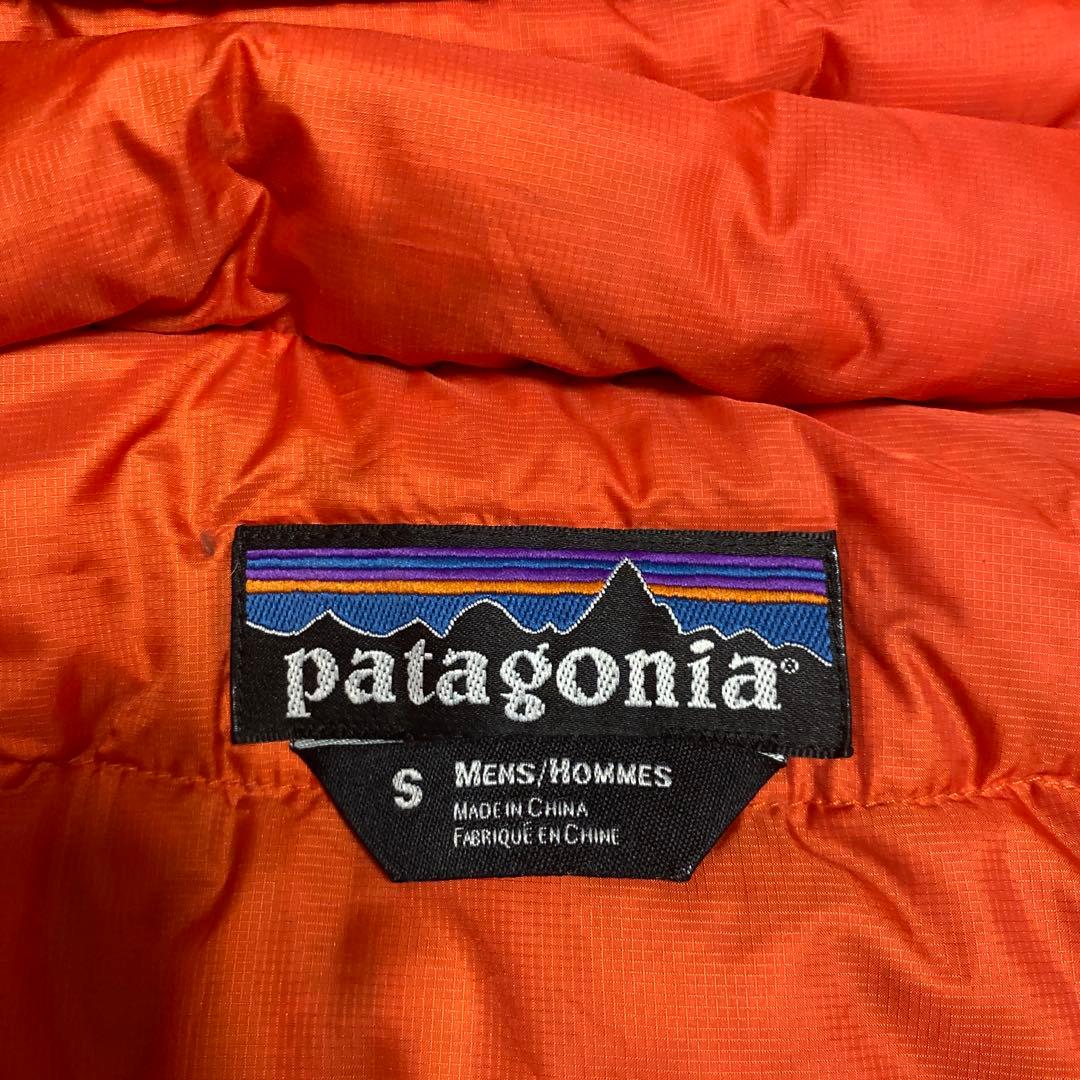 patagonia®
S MENS/HOMMES
MADE IN CHINA
FABRIQUÉ EN CHINE